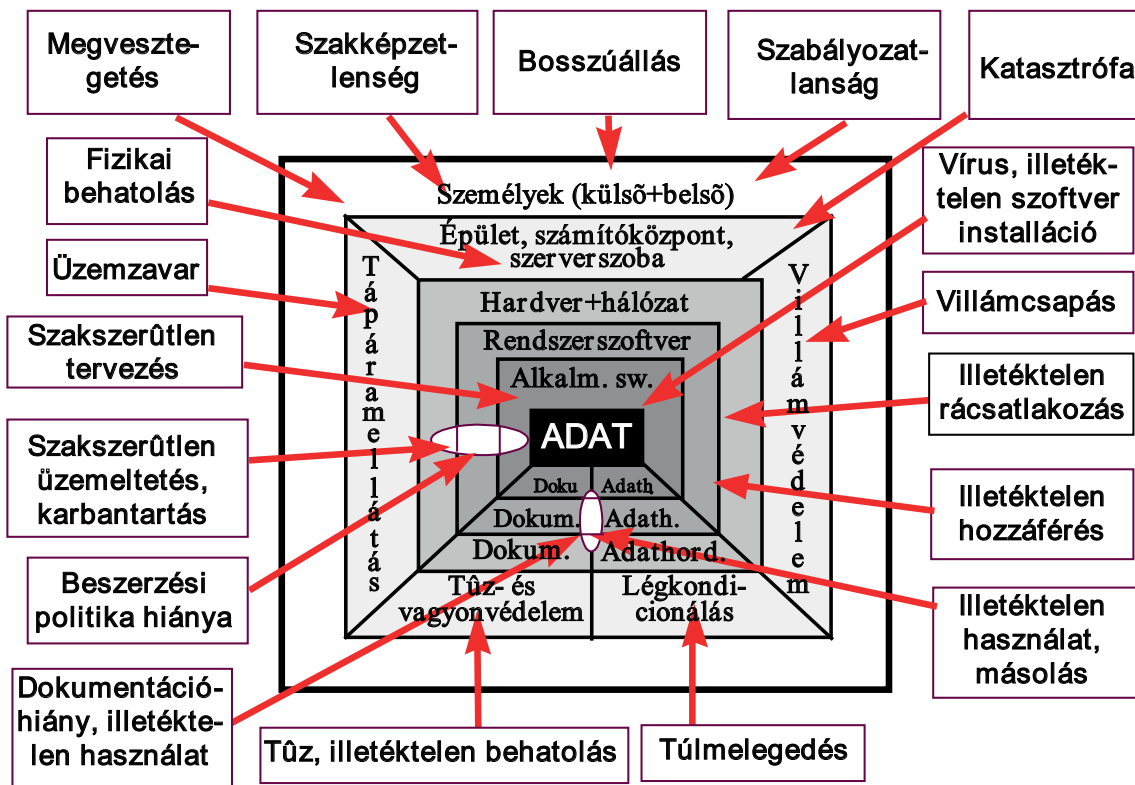 Megveszte-
getés
Szakképzet-
lenség
Bosszúállás
Szabályozat-
lanság
Katasztrófa
Fizikai
behatolás
Vírus, illeték-
telen szoftver
installáció
Üzemzavar
Villámcsapás
Szakszerûtlen
tervezés
Illetéktelen
rácsatlakozás
Szakszerûtlen
üzemeltetés,
karbantartás
Illetéktelen
hozzáférés
Beszerzési
politika hiánya
Illetéktelen
használat,
másolás
Dokumentáció-
hiány, illetékte-
len használat
Tûz, illetéktelen behatolás
Túlmelegedés
Személyek (külsõ+belsõ)
Épület, számítóközpont,
szerverszoba
Tápáramellátás
Villámvédelem
Hardver+hálózat
Rendszerszoftver
Alkalm. sw.
ADAT
Doku
Adath
Dokum.
Adath.
Dokum.
Adathord.
Tûz- és
vagyonvédelem
Légkondi-
cionálás